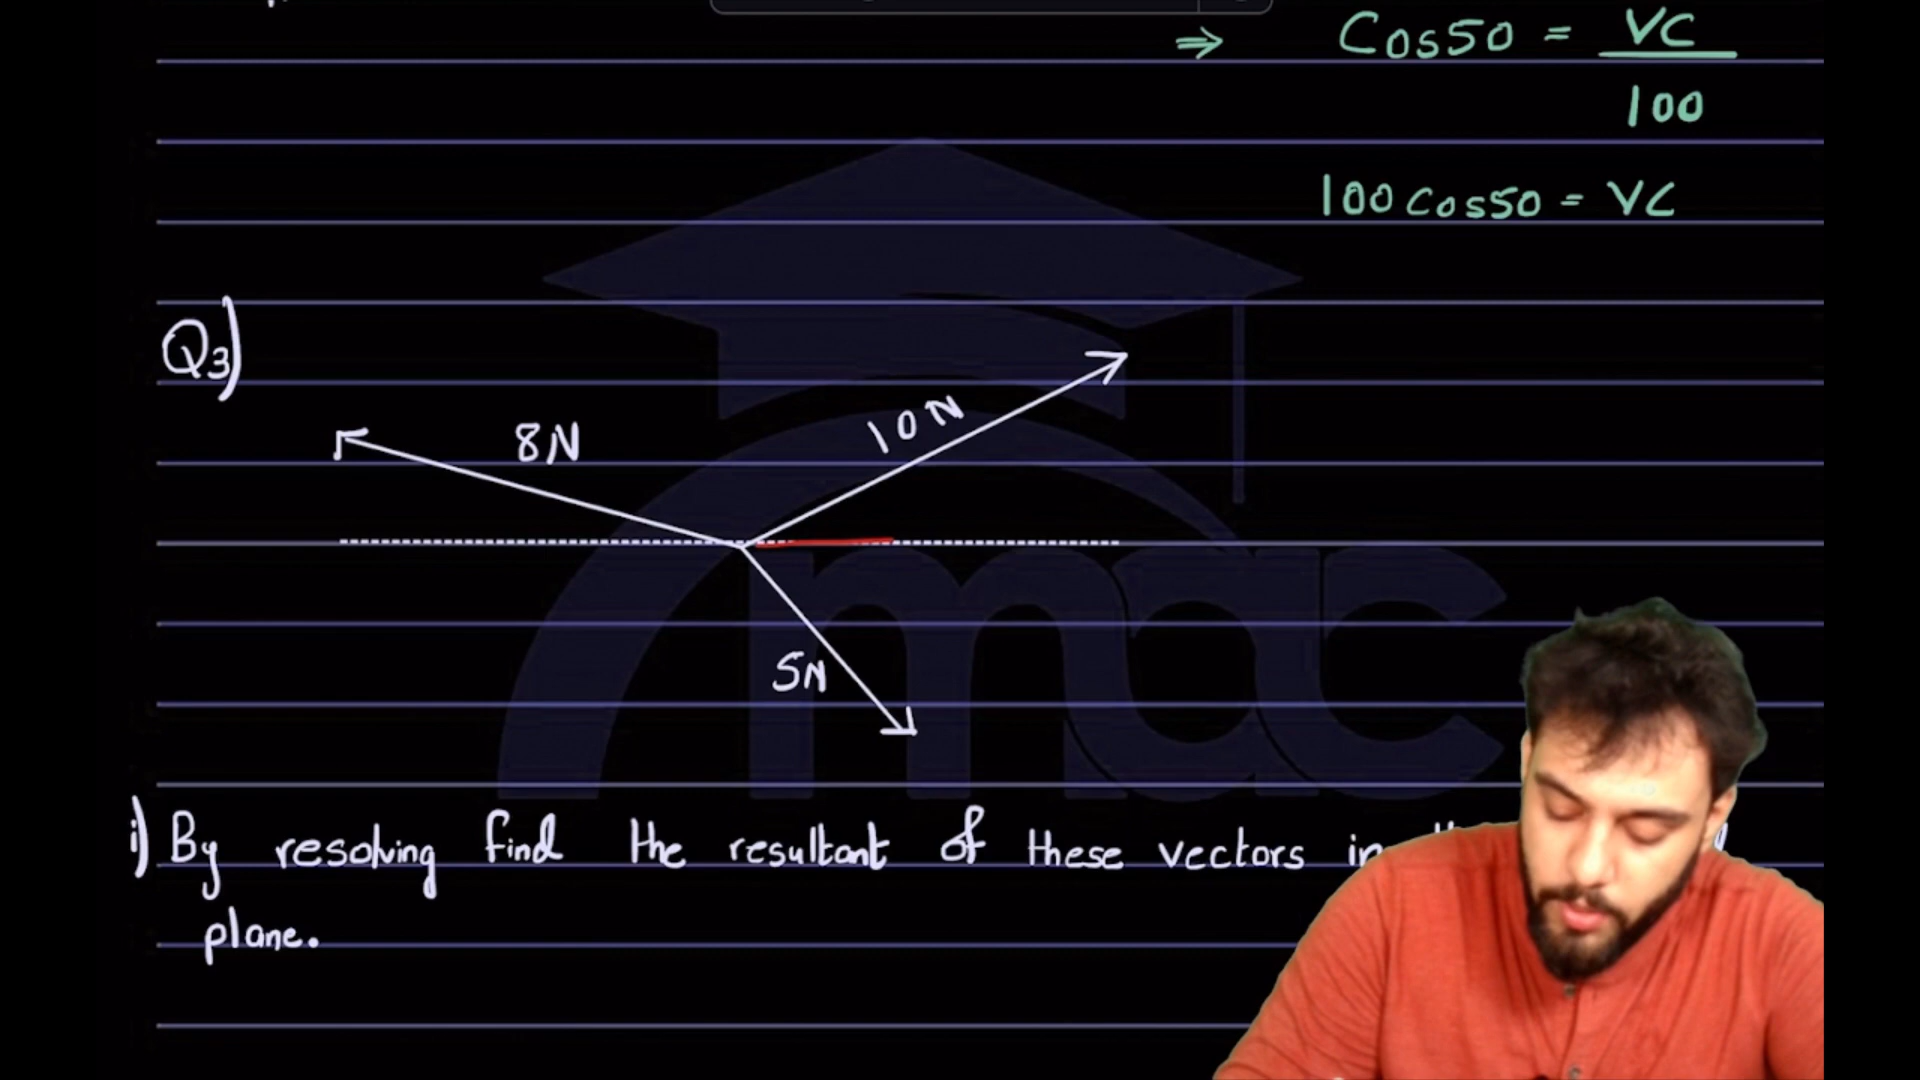 ⇒ Cos50 = VC
100
100 Cos50 = VC
Q3)
8N
10N
5N
mac
i) By resolving find the resultant of these vectors in
plane.